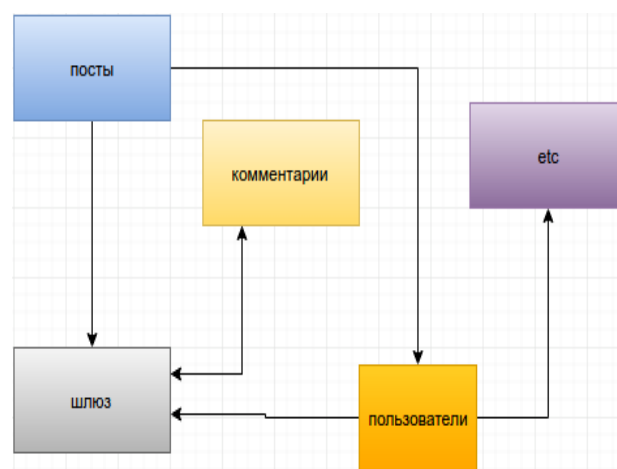 посты
комментарии
etc
шлюз
пользователи